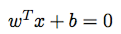 $w^T x + b = 0$